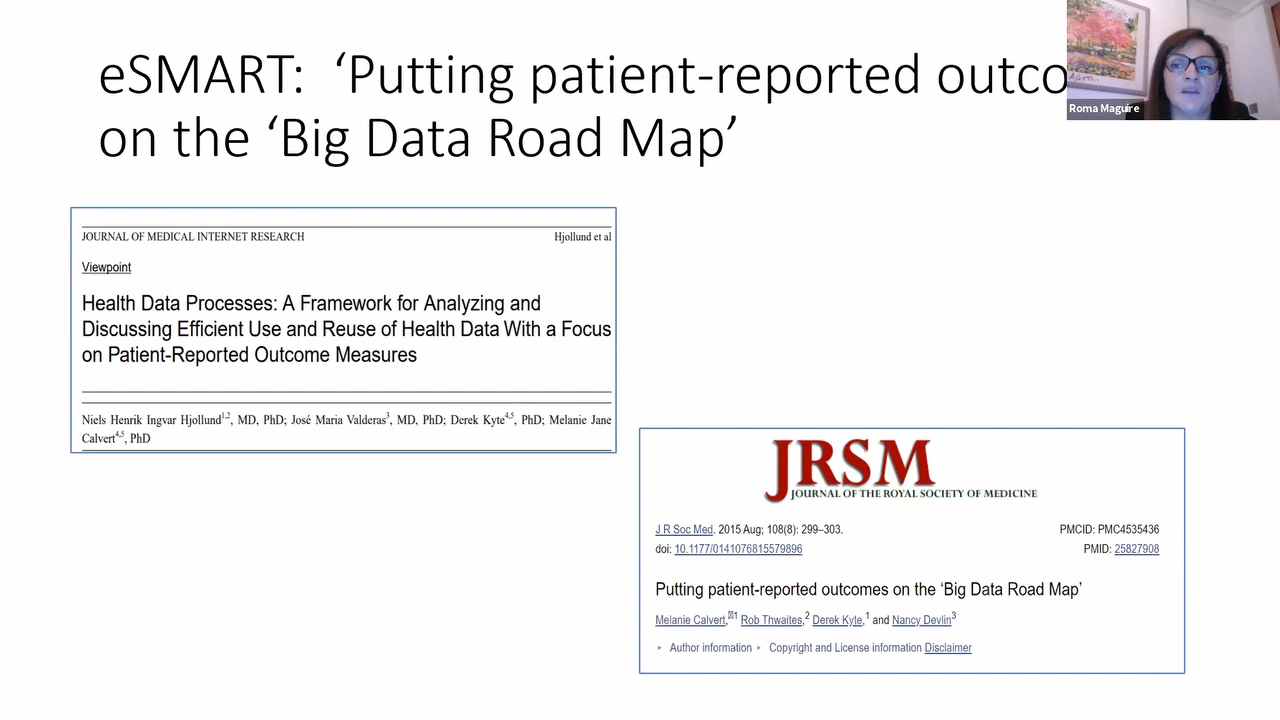 eSMART: ‘Putting patient-reported outco
on the ‘Big Data Road Map’
Roma Maguire
JOURNAL OF MEDICAL INTERNET RESEARCH Hjollund et al
Viewpoint
Health Data Processes: A Framework for Analyzing and
Discussing Efficient Use and Reuse of Health Data With a Focus
on Patient-Reported Outcome Measures
Niels Henrik Ingvar Hjollund1,2, MD, PhD; José Maria Valderas3, MD, PhD; Derek Kyte4,5, PhD; Melanie Jane
Calvert4,5, PhD
JRSM
JOURNAL OF THE ROYAL SOCIETY OF MEDICINE
J R Soc Med. 2015 Aug; 108(8): 299–303. PMCID: PMC4535436
doi: 10.1177/0141076815579896 PMID: 25827908
Putting patient-reported outcomes on the ‘Big Data Road Map’
Melanie Calvert,1 Rob Thwaites,2 Derek Kyte,1 and Nancy Devlin3
Author information Copyright and License information Disclaimer